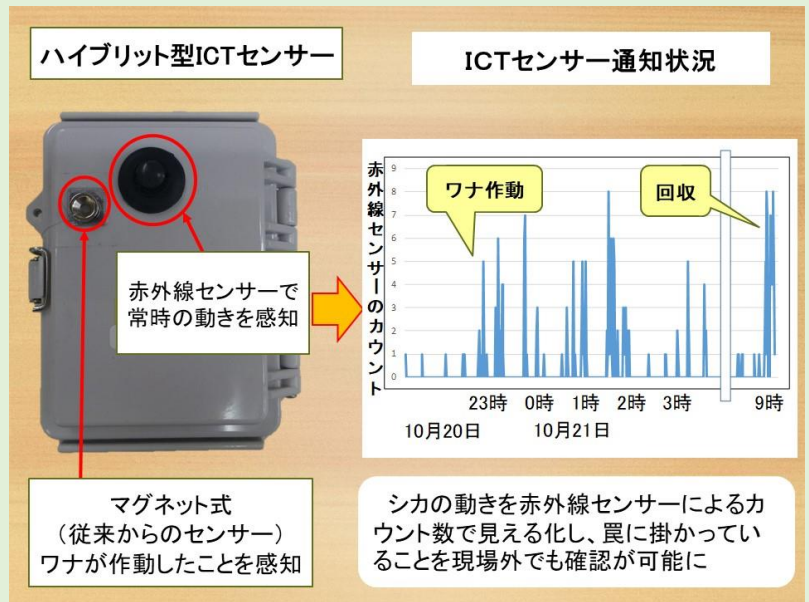 ハイブリット型ICTセンサー
ICTセンサー通知状況
赤外線センサーで
常時の動きを感知
マグネット式
（従来からのセンサー）
ワナが作動したことを感知
赤外線センサーのカウント
9
8
7
6
5
4
3
2
1
0
ワナ作動
回収
23時 0時 1時 2時 3時 9時
10月20日 10月21日
シカの動きを赤外線センサーによるカ
ウント数で見える化し、罠に掛かってい
ることを現場外でも確認が可能に